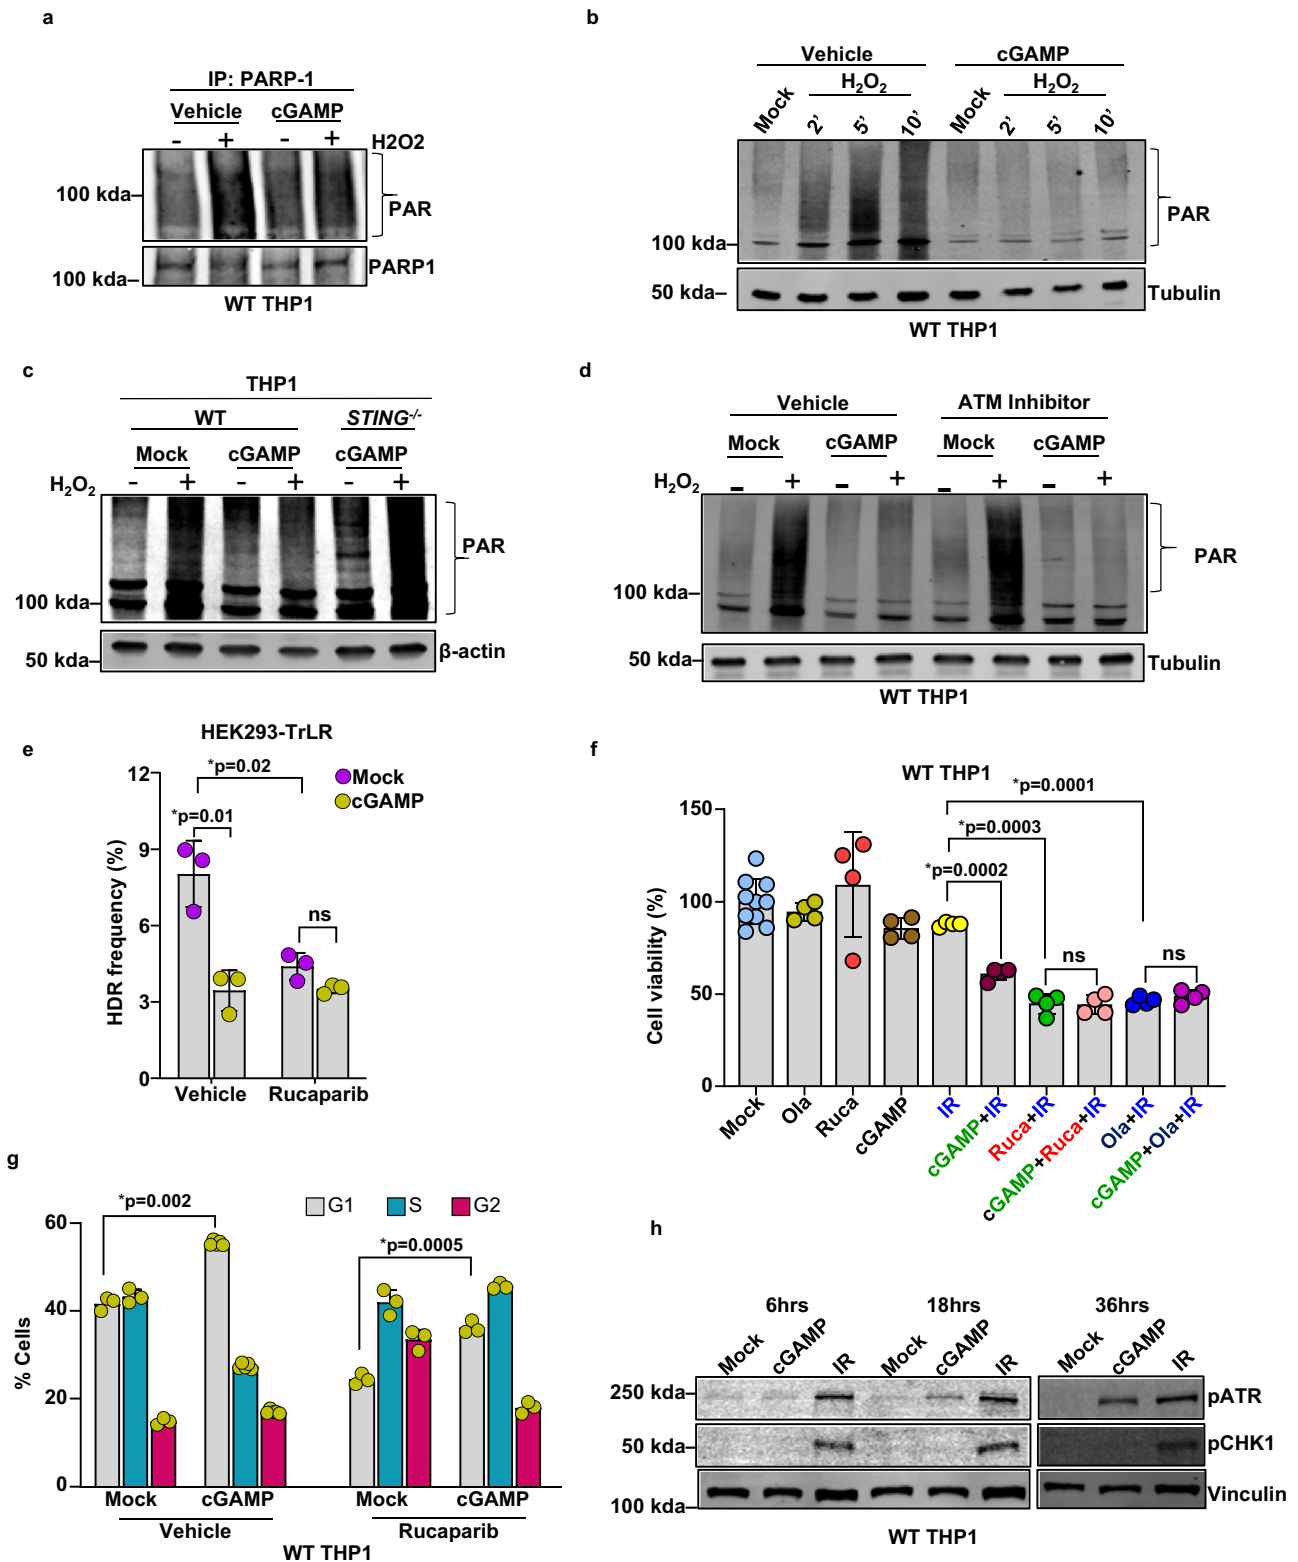 a
IP: PARP-1
Vehicle cGAMP
- + - + H2O2
100 kda
PAR
100 kda
PARP1
WT THP1
b
Vehicle cGAMP
H₂O₂ H₂O₂
Mock 2' 5' 10' Mock 2' 5' 10'
PAR
100 kda
50 kda
Tubulin
WT THP1
c
THP1
WT STING-/-
Mock cGAMP cGAMP
H₂O₂ - + - + - +
PAR
100 kda
50 kda
β-actin
d
Vehicle ATM Inhibitor
Mock cGAMP Mock cGAMP
H₂O₂ - + - + - + - +
PAR
100 kda
50 kda
Tubulin
WT THP1
e
HEK293-TrLR
*p=0.02
*p=0.01
ns
Mock
cGAMP
HDR frequency (%)
12
9
6
3
0
Vehicle Rucaparib
f
WT THP1
*p=0.0001
*p=0.0003
*p=0.0002
ns ns
Cell viability (%)
150
100
50
0
Mock Ola Ruca cGAMP IR cGAMP+IR Ruca+IR cGAMP+Ruca+IR Ola+IR cGAMP+Ola+IR
g
*p=0.002
*p=0.0005
G1 S G2
% Cells
60
40
20
0
Mock cGAMP Mock cGAMP
Vehicle Rucaparib
WT THP1
h
6hrs 18hrs 36hrs
Mock cGAMP IR Mock cGAMP IR Mock cGAMP IR
250 kda
pATR
50 kda
pCHK1
100 kda
Vinculin
WT THP1